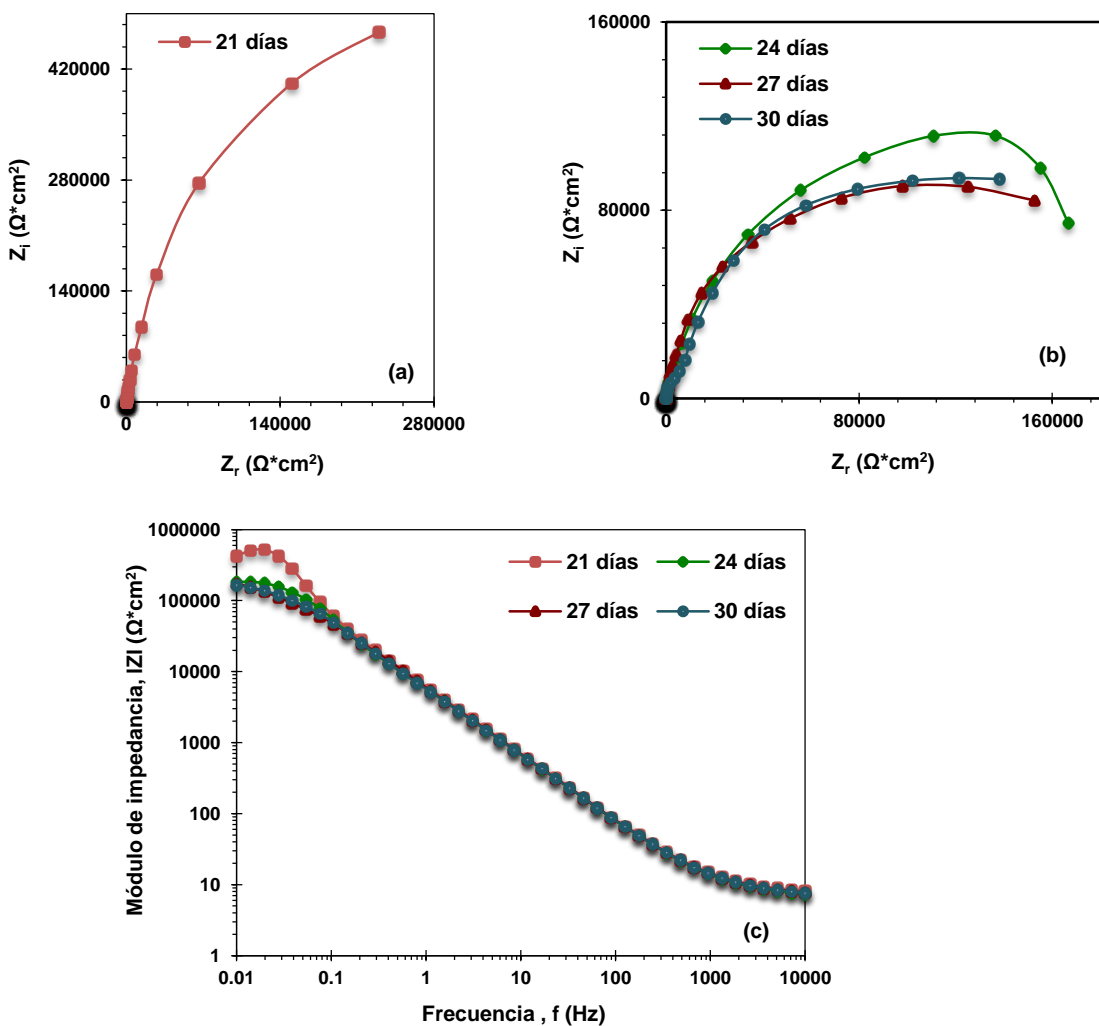 21 días
420000
280000
140000
0
0
140000
280000
Zi (Ω*cm2)
Zr (Ω*cm2)
(a)
160000
80000
0
0
80000
160000
24 días
27 días
30 días
Zi (Ω*cm2)
Zr (Ω*cm2)
(b)
1000000
100000
10000
1000
100
10
1
0.01
0.1
1
10
100
1000
10000
21 días
24 días
27 días
30 días
Módulo de impedancia, IZI (Ω*cm2)
Frecuencia , f (Hz)
(c)